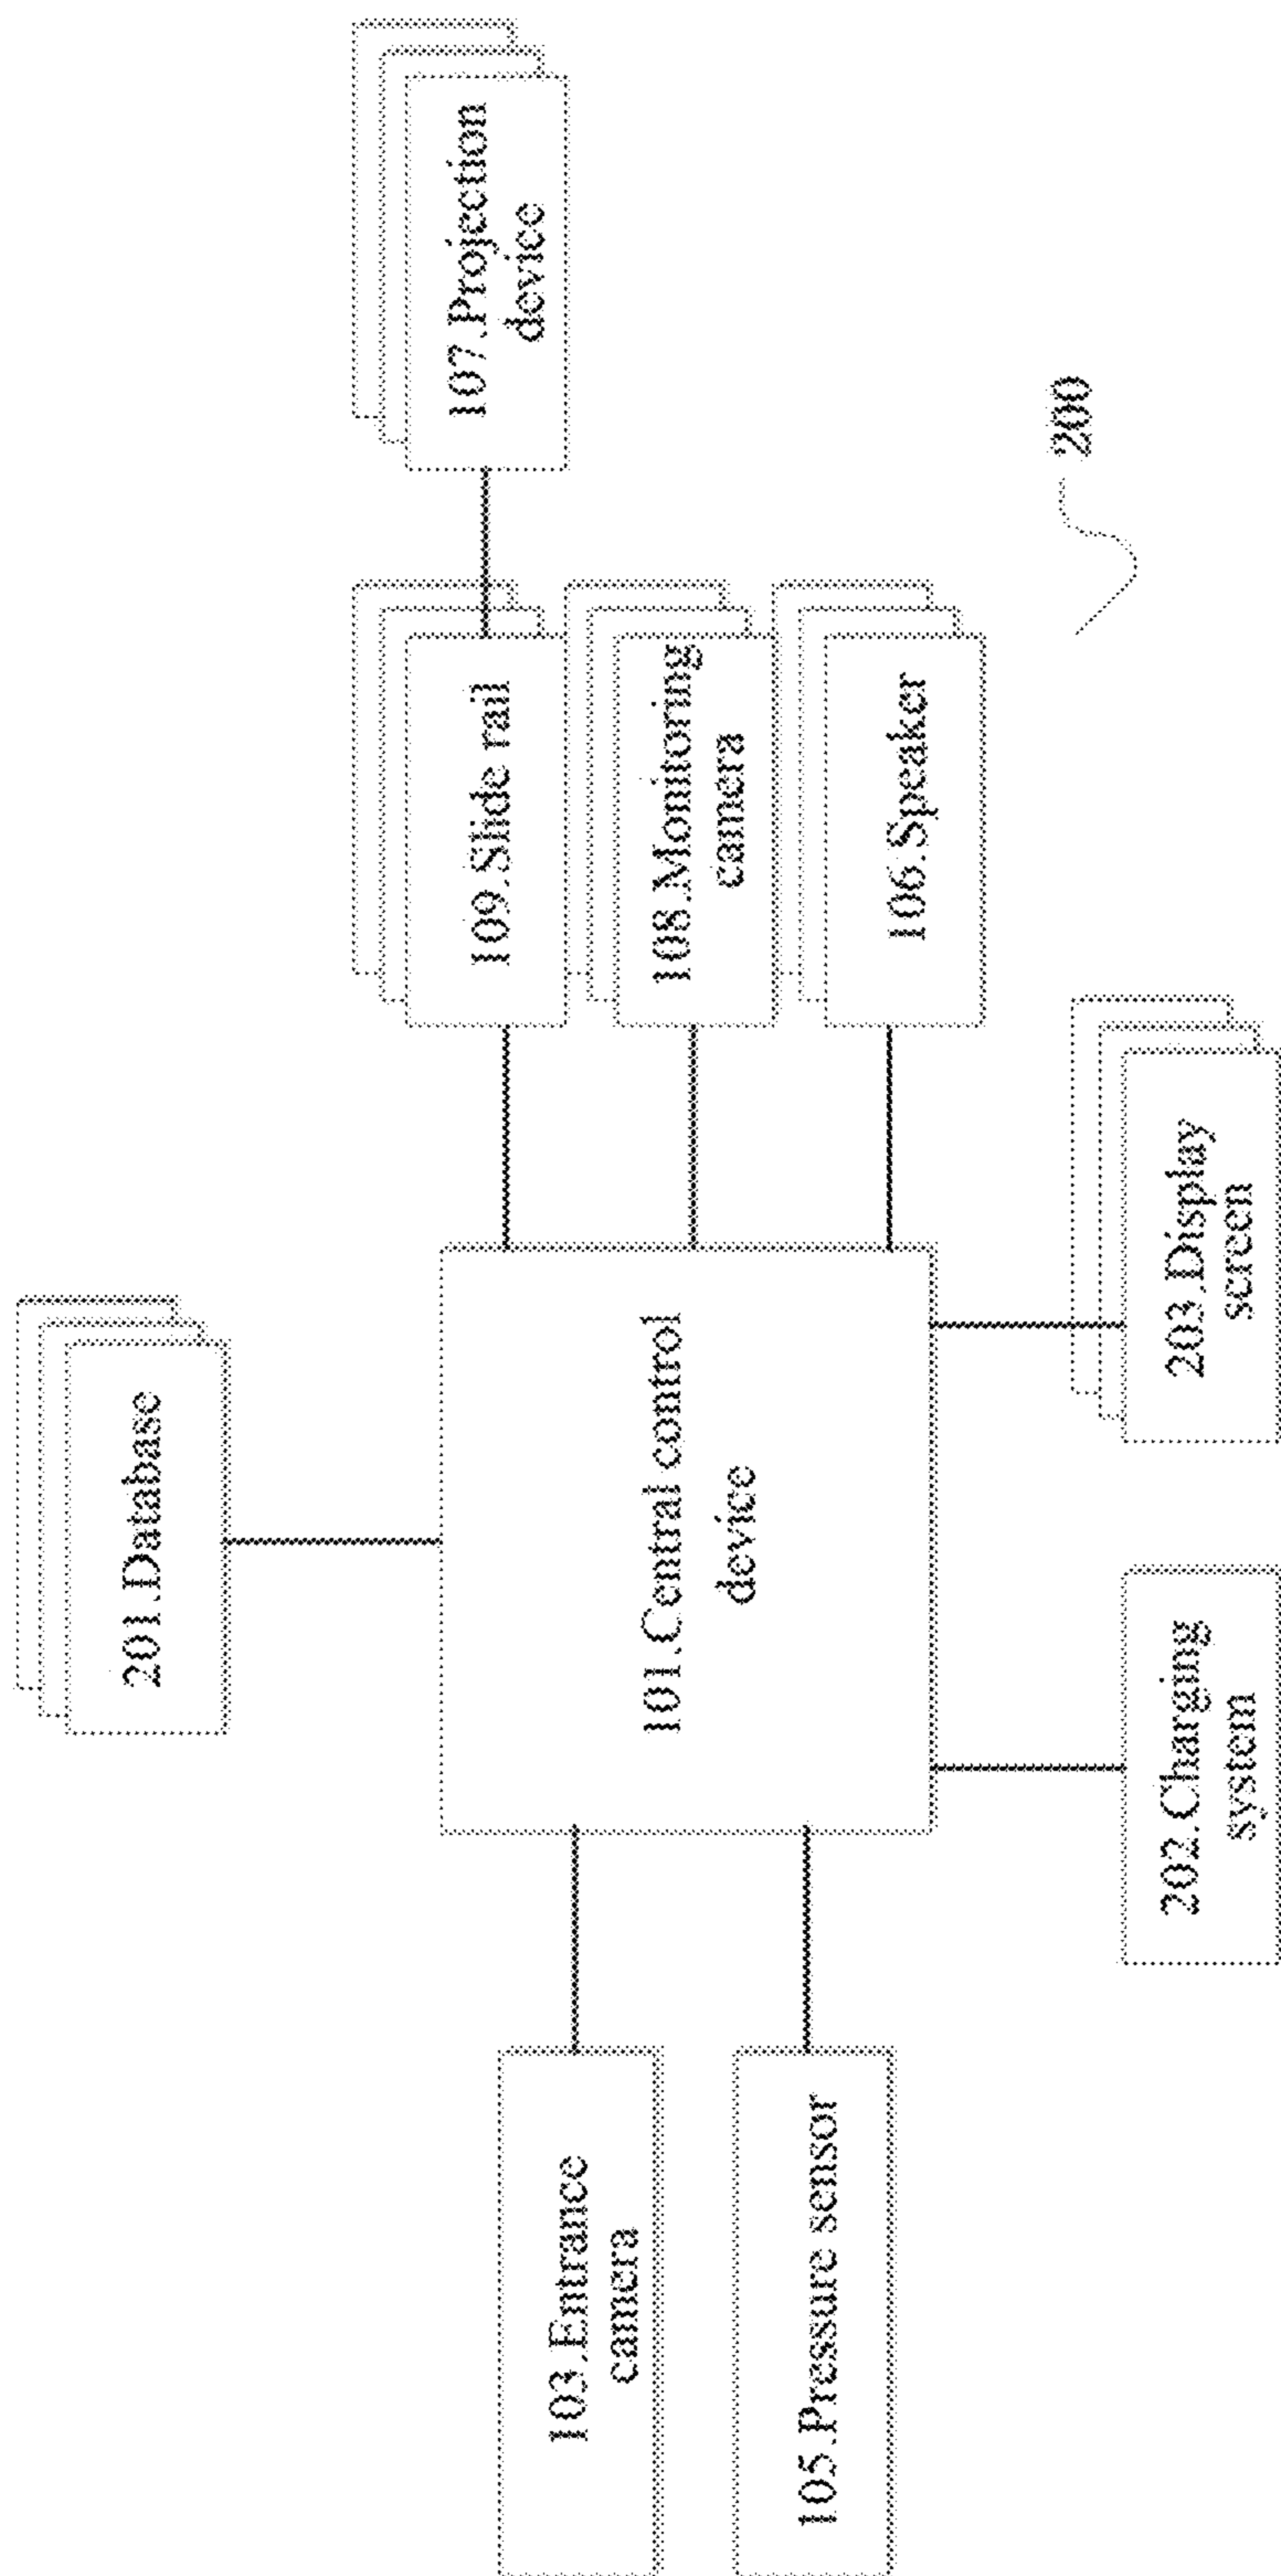 201.Database
103.Entrance
camera
105.Pressure sensor
101.Central control
device
109.Slide rail
108.Monitoring
camera
106.Speaker
107.Projection
device
202.Charging
system
203.Display
screen
200